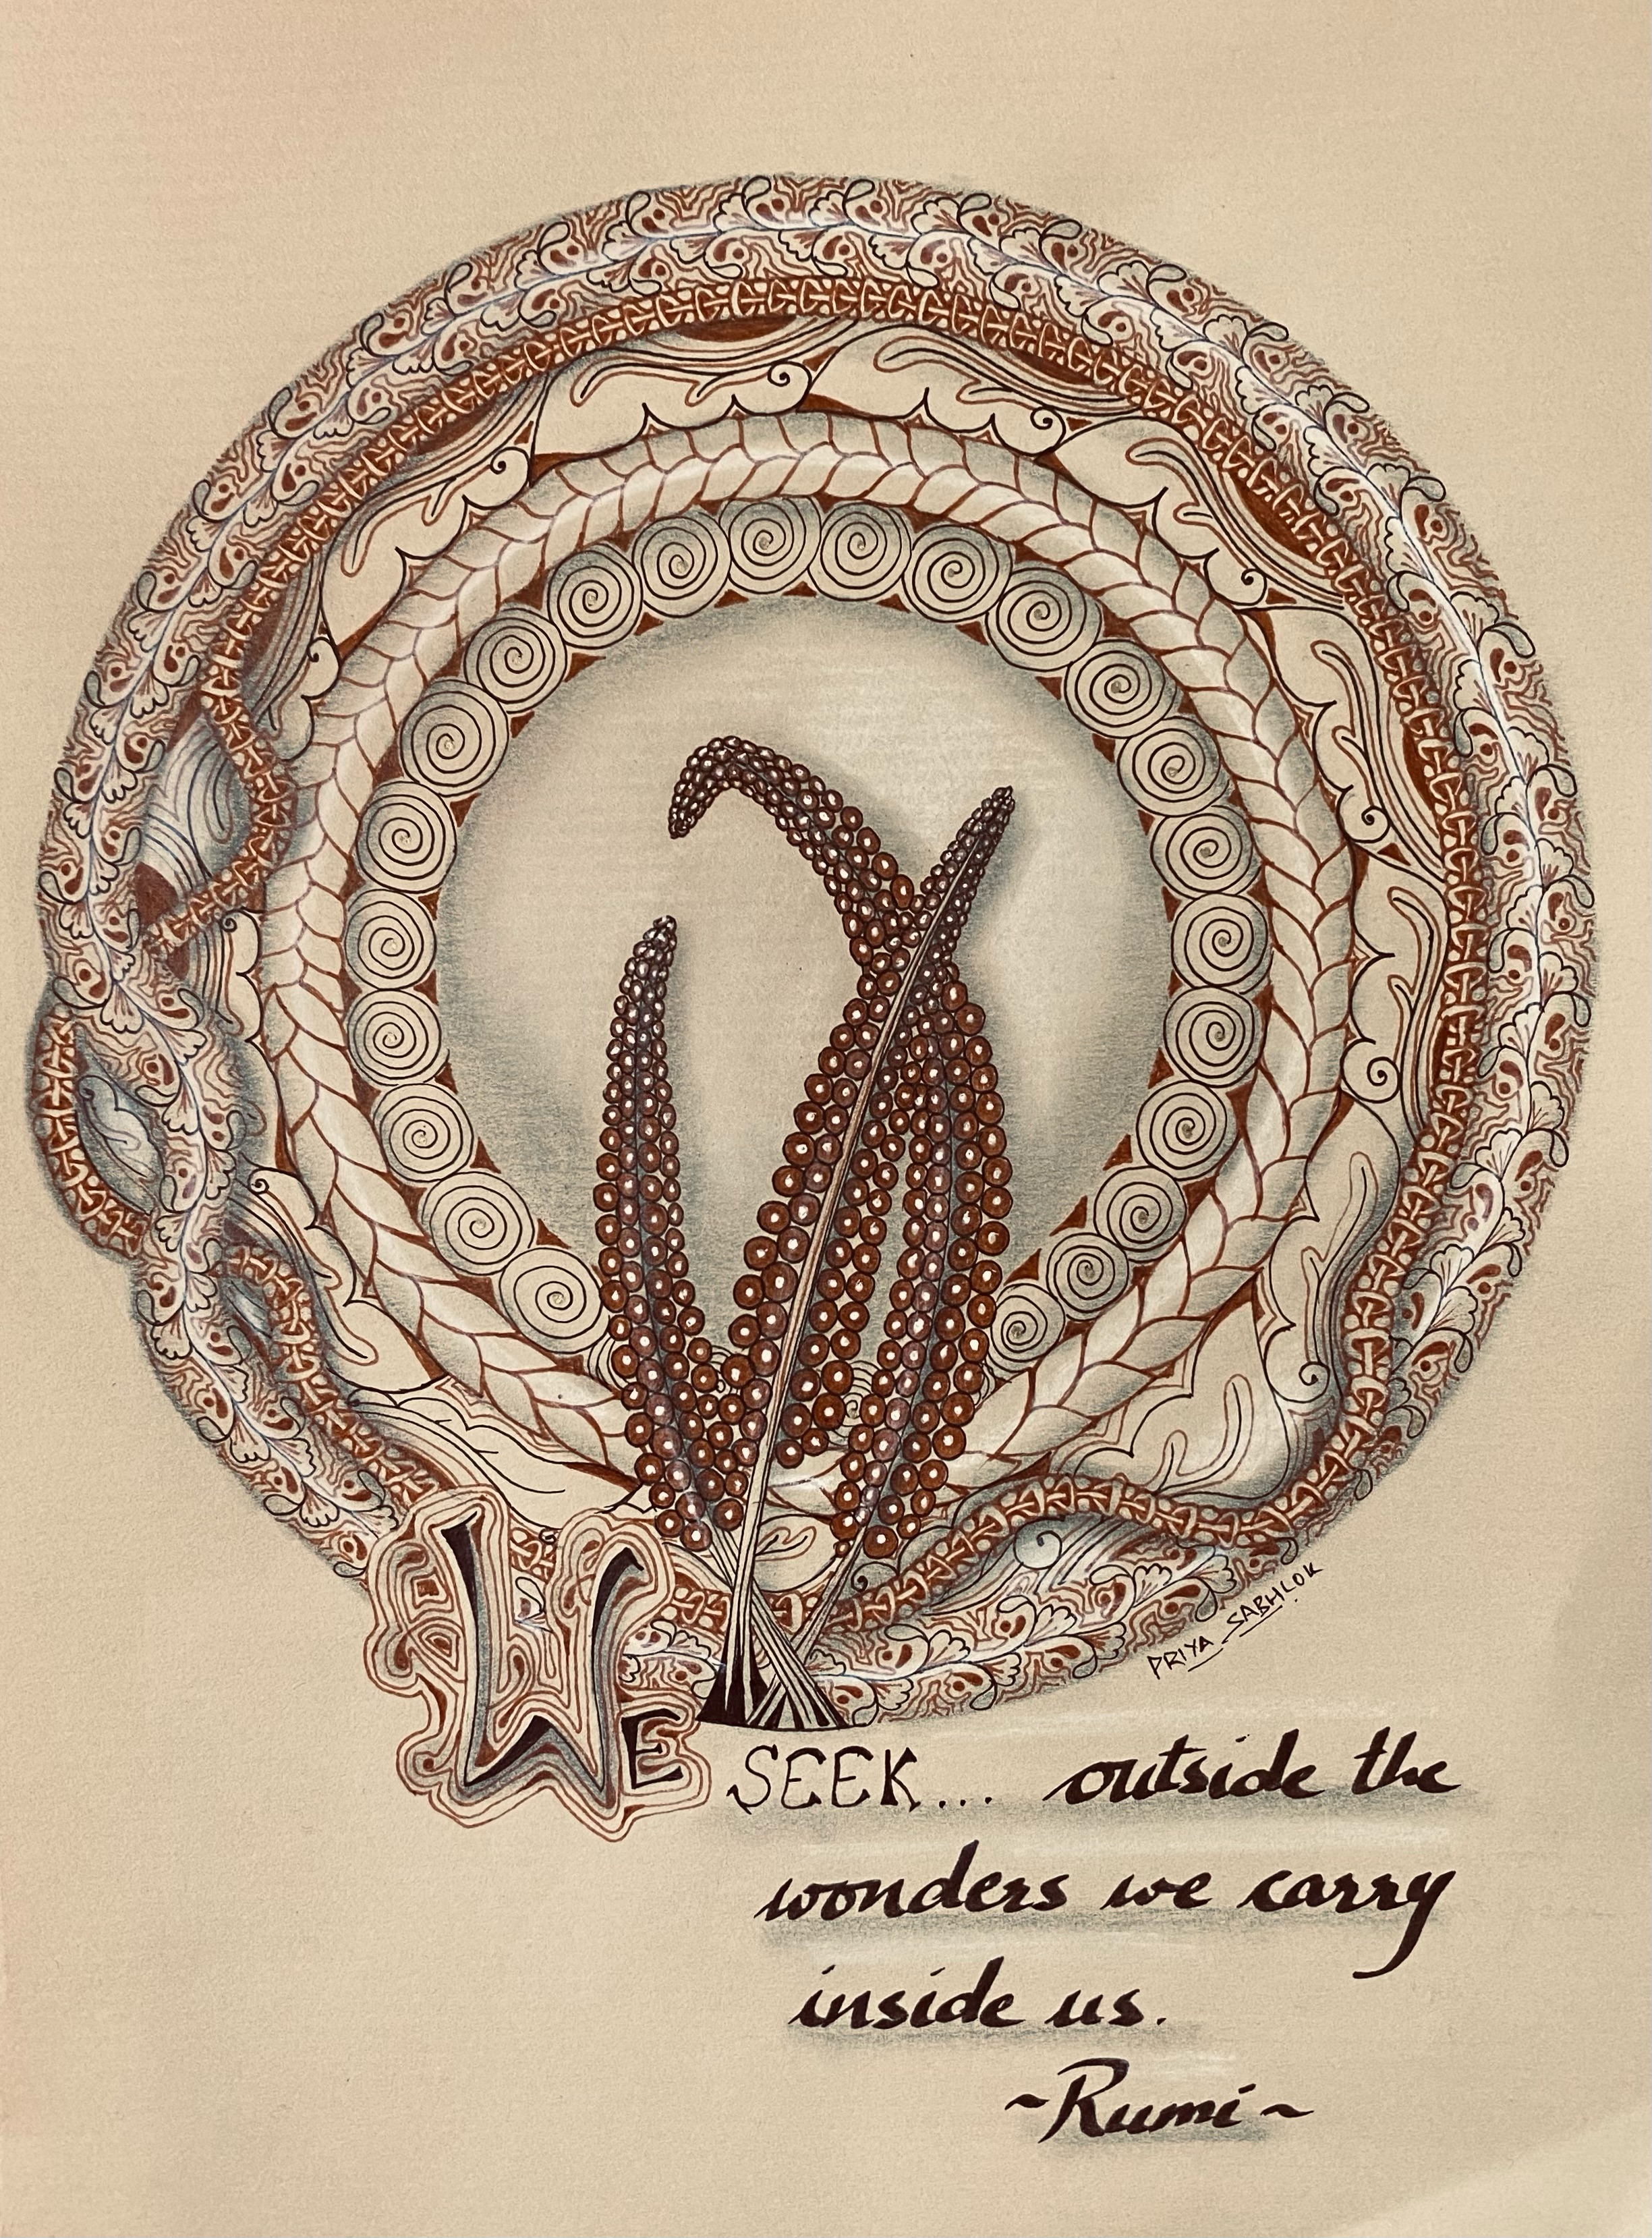 PRIYA SABHLOK
WE SEEK... outside the
wonders we carry
inside us.
~Rumi~